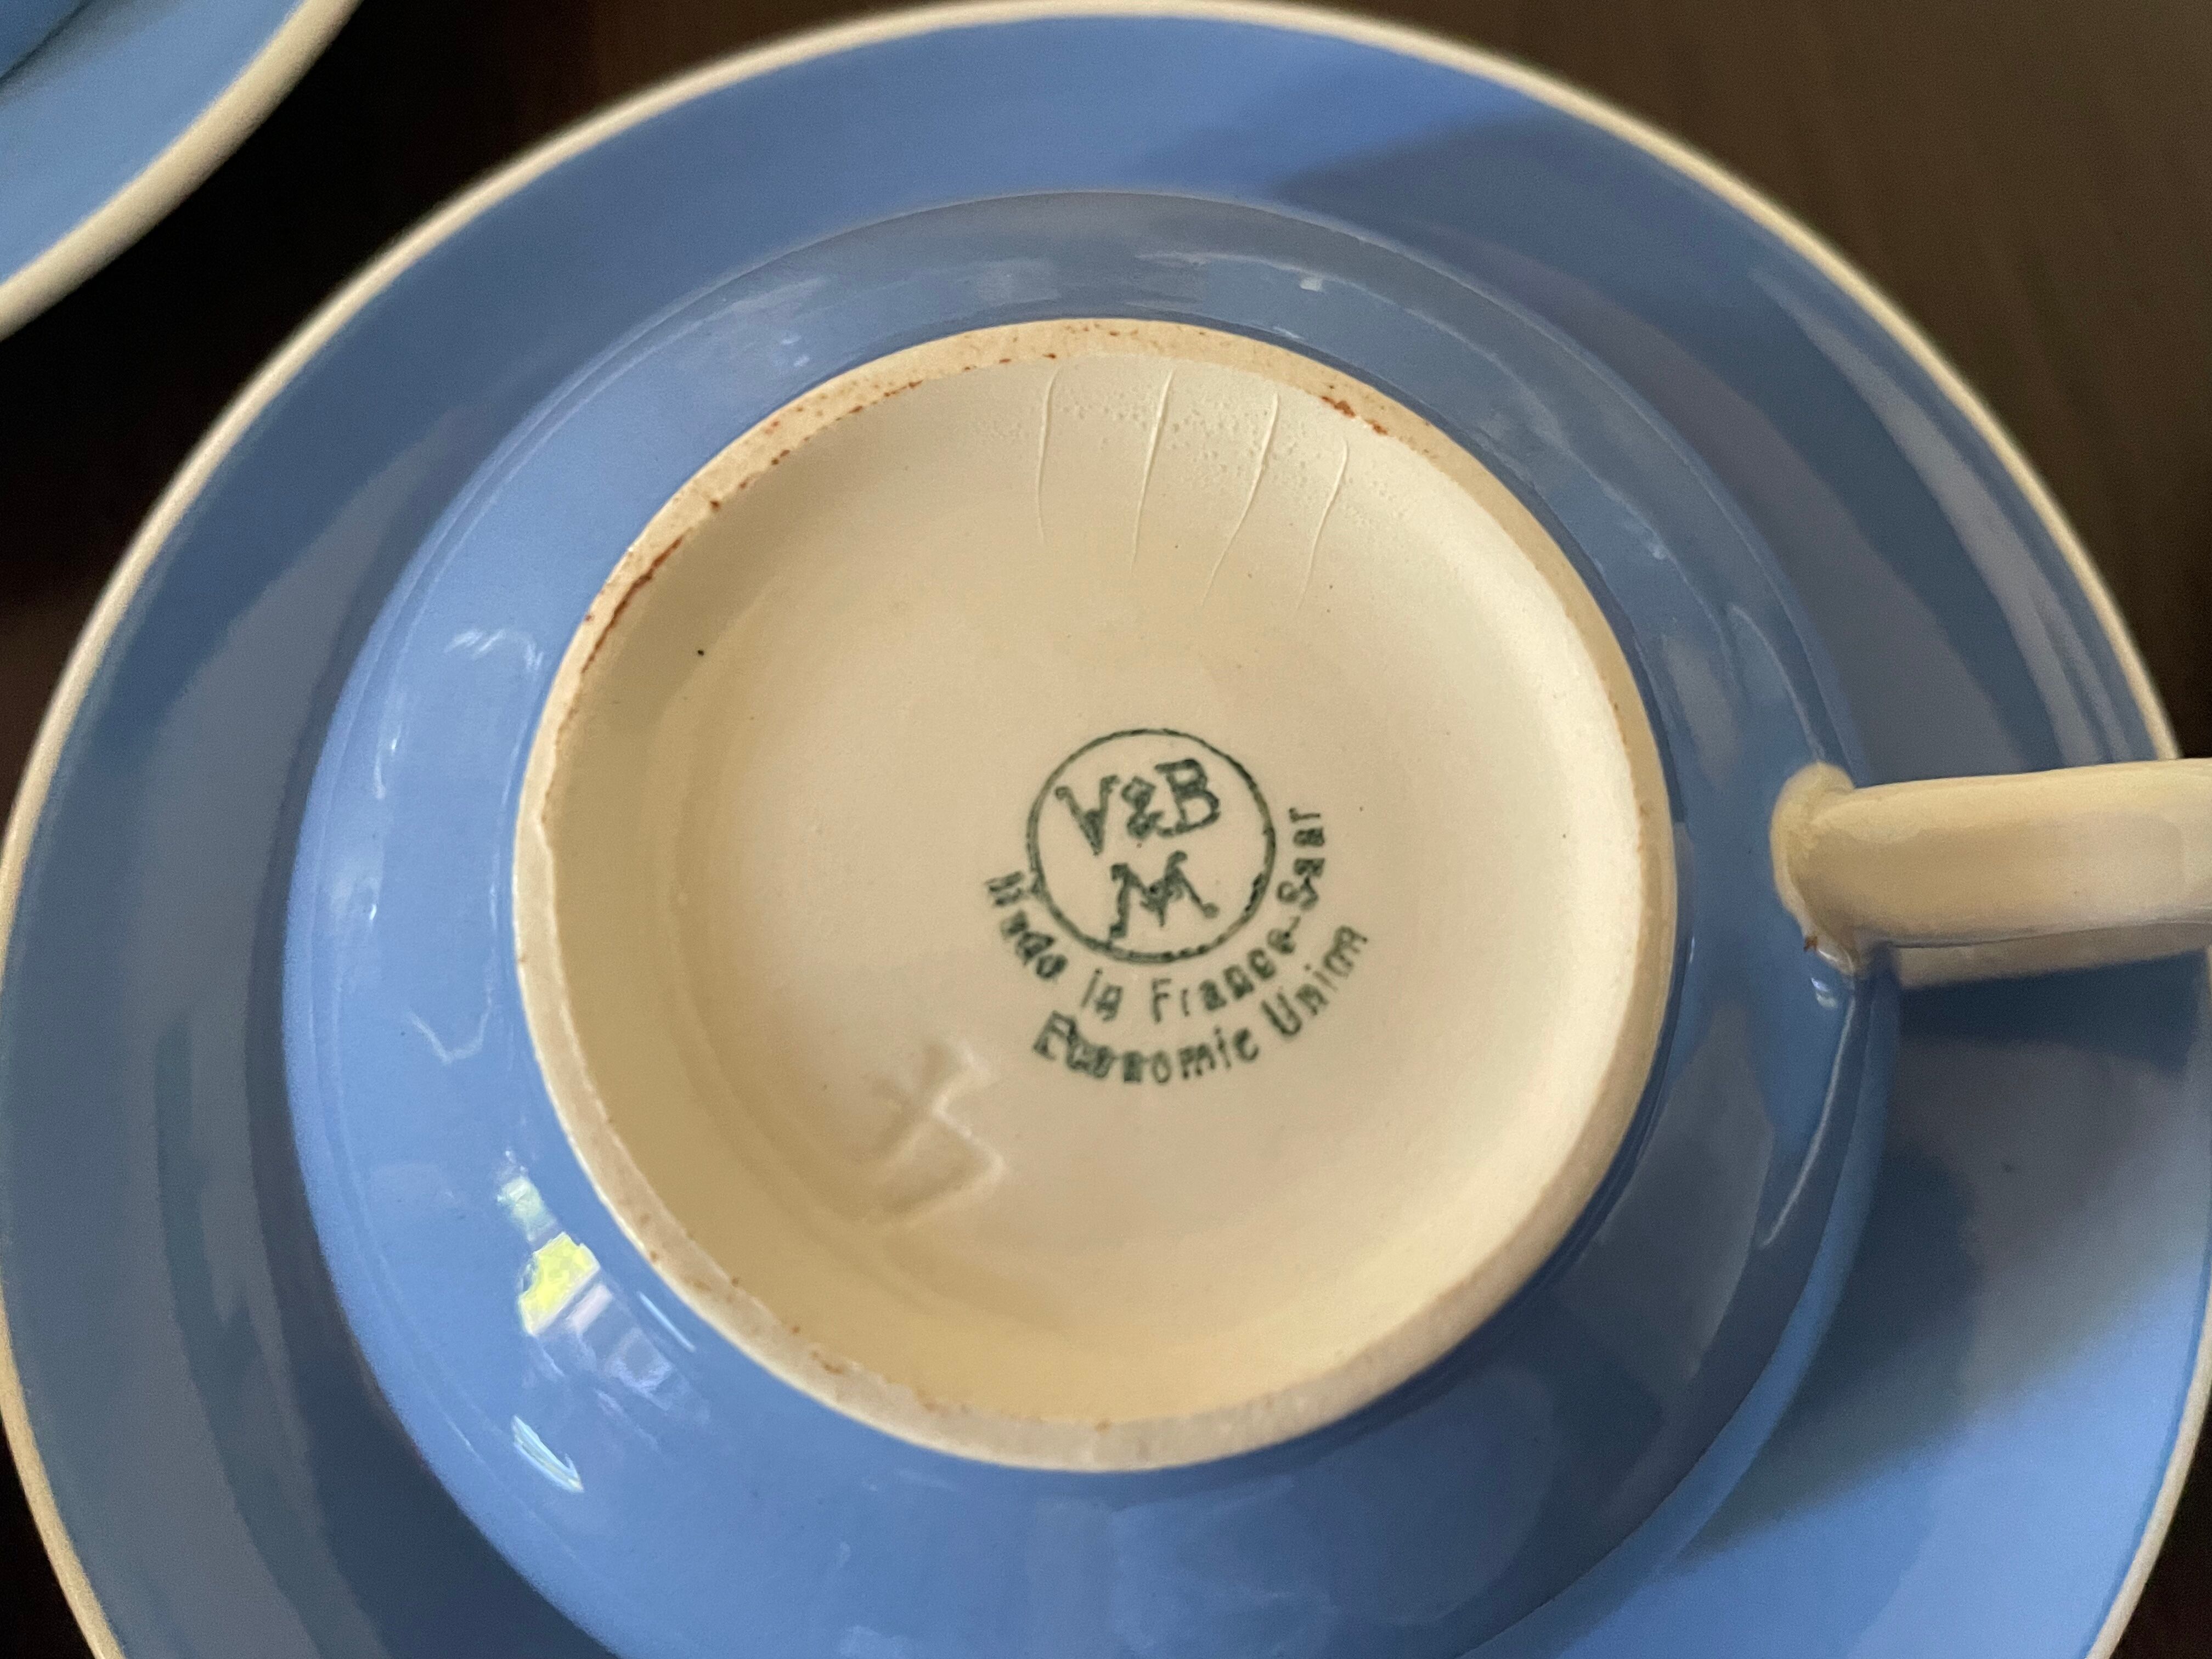 V&B
M
Made in France-Saar
Economic Union